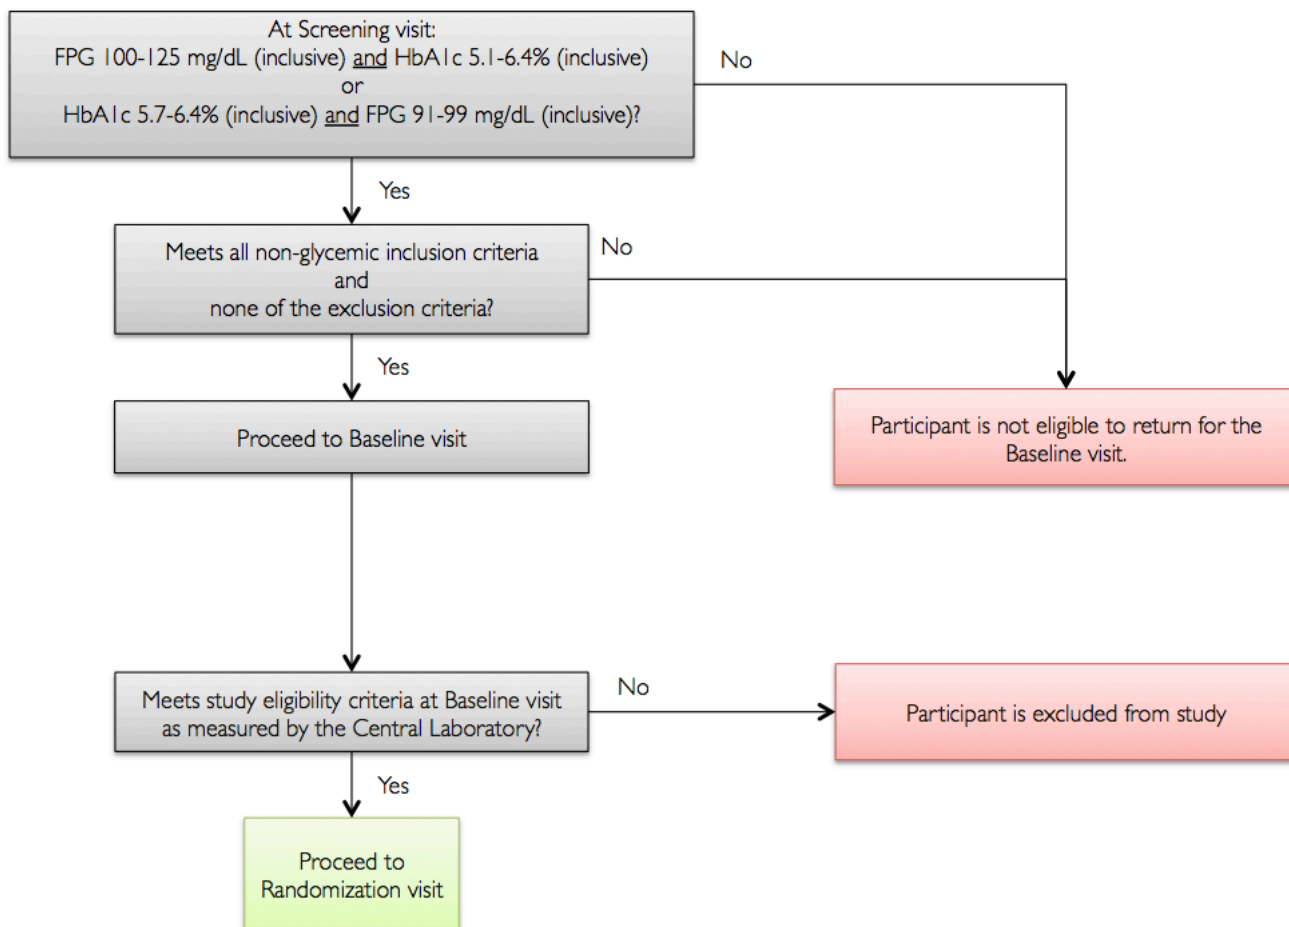 At Screening visit:
FPG 100-125 mg/dL (inclusive) and HbA1c 5.1-6.4% (inclusive)
or
HbA1c 5.7-6.4% (inclusive) and FPG 91-99 mg/dL (inclusive)?
No
Yes
Meets all non-glycemic inclusion criteria
and
none of the exclusion criteria?
No
Yes
Proceed to Baseline visit
Participant is not eligible to return for the
Baseline visit.
Meets study eligibility criteria at Baseline visit
as measured by the Central Laboratory?
No
Participant is excluded from study
Yes
Proceed to
Randomization visit